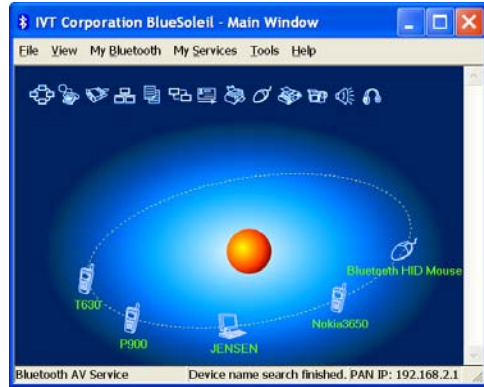 IVT Corporation BlueSoleil - Main Window
File View My Bluetooth My Services Tools Help
Bluetooth HID Mouse
T630
Nokia3650
P900
JENSEN
Bluetooth AV Service Device name search finished. PAN IP: 192.168.2.1